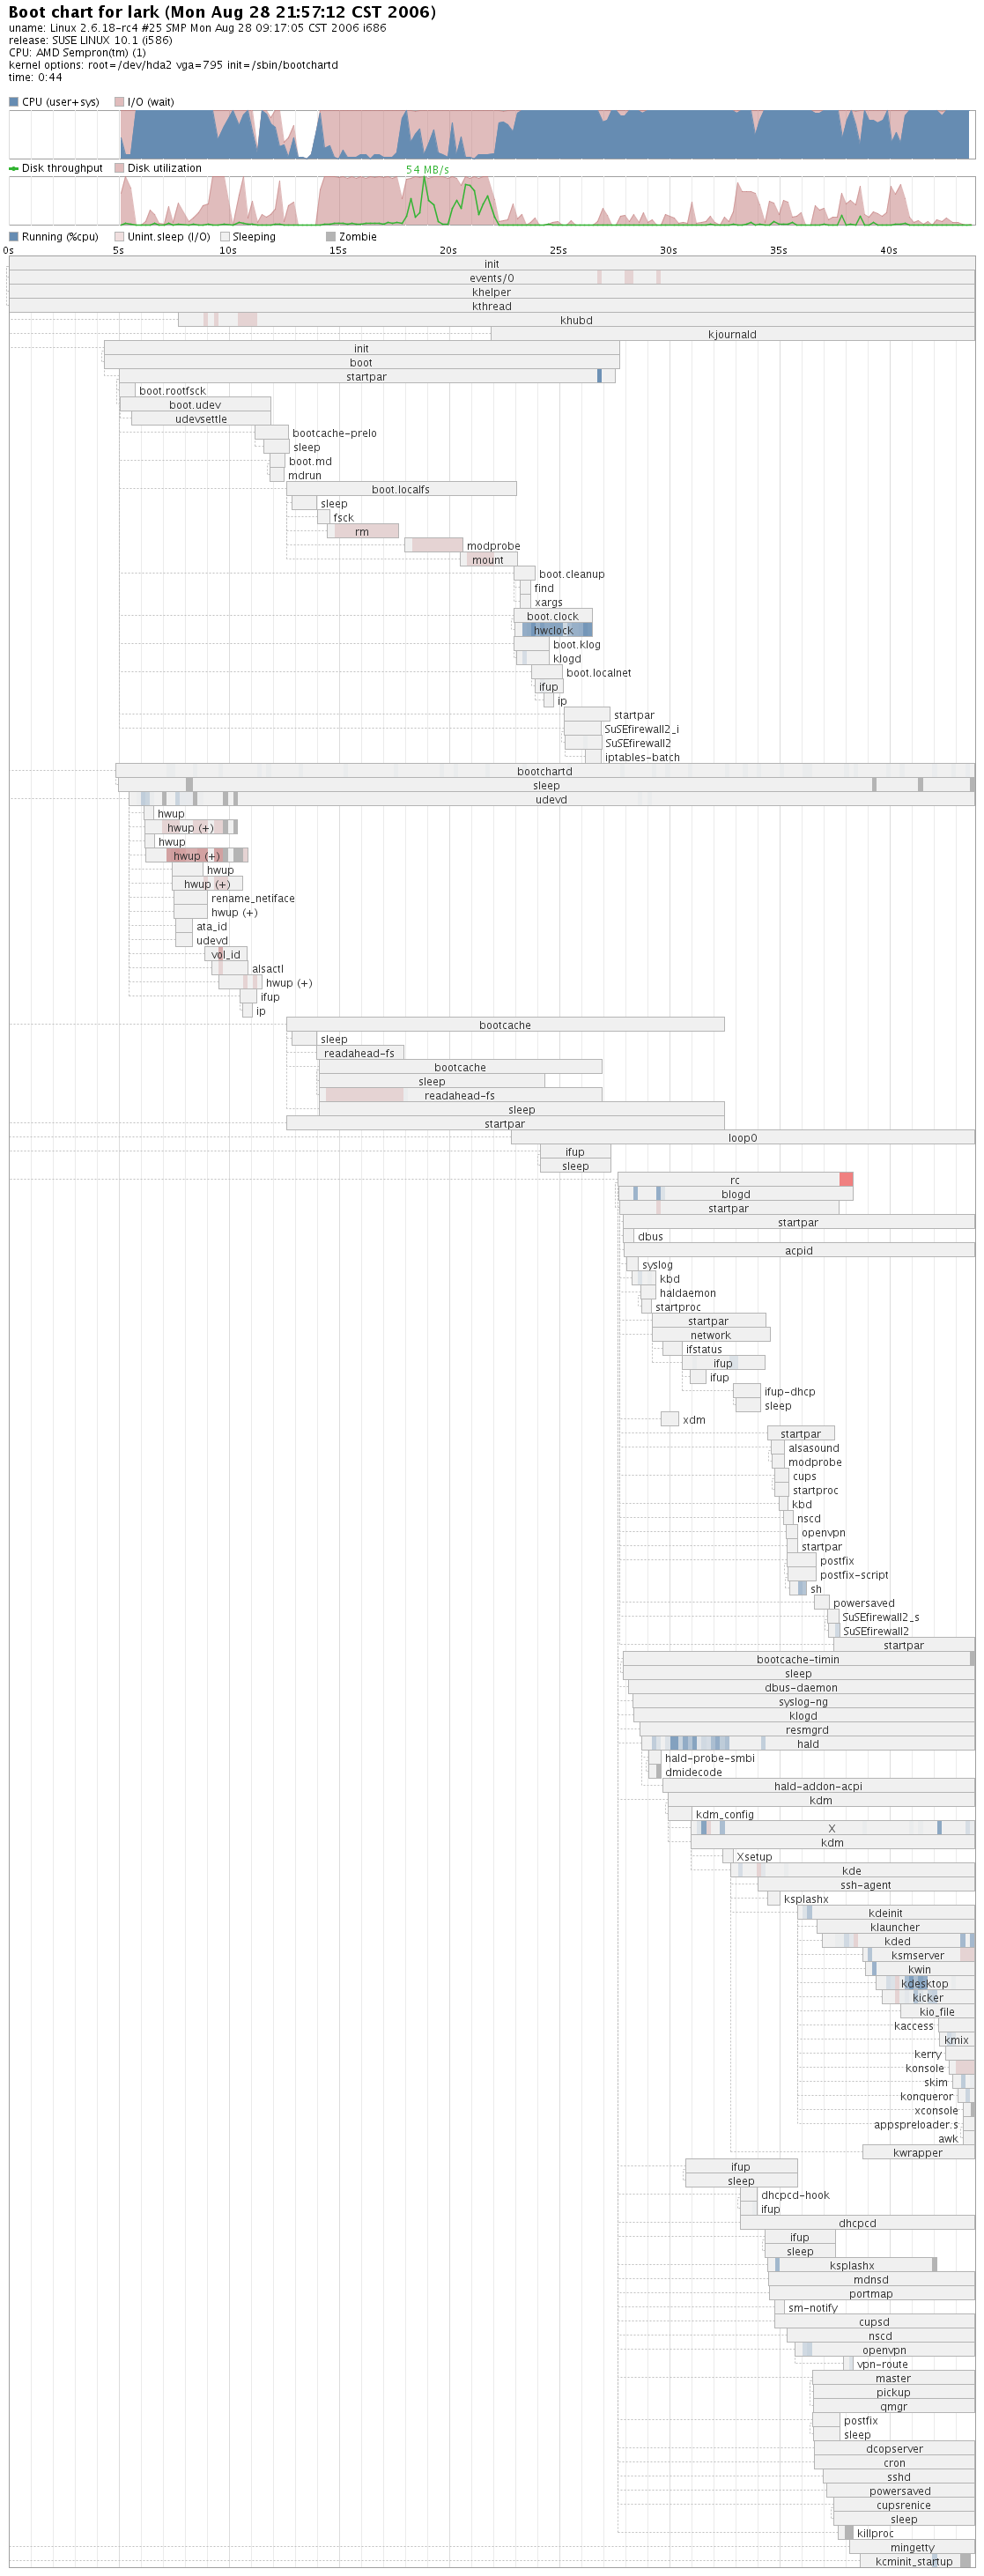 Boot chart for lark (Mon Aug 28 21:57:12 CST 2006)
uname: Linux 2.6.18-rc4 #25 SMP Mon Aug 28 09:17:05 CST 2006 i686
release: SUSE LINUX 10.1 (i586)
CPU: AMD Sempron(tm) (1)
kernel options: root=/dev/hda2 vga=795 init=/sbin/bootchartd
time: 0:44
CPU (user+sys) I/O (wait)
Disk throughput Disk utilization 54 MB/s
Running (%cpu) Unint.sleep (I/O) Sleeping Zombie
0s 5s 10s 15s 20s 25s 30s 35s 40s
init
events/0
khelper
kthread
khubd
kjournald
init
boot
startpar
boot.rootfsck
boot.udev
udevsettle
bootcache-prelo
sleep
boot.md
mdrun
boot.localfs
sleep
fsck
rm
modprobe
mount
boot.cleanup
find
xargs
boot.clock
hwclock
boot.klog
klogd
boot.localnet
ifup
ip
startpar
SuSEfirewall2_i
SuSEfirewall2
iptables-batch
bootchartd
sleep
udevd
hwup
hwup (+)
hwup
hwup (+)
hwup
hwup (+)
rename_netiface
hwup (+)
ata_id
udevd
vol_id
alsactl
hwup (+)
ifup
ip
bootcache
sleep
readahead-fs
bootcache
sleep
readahead-fs
sleep
startpar
loop0
ifup
sleep
rc
blogd
startpar
startpar
dbus
acpid
syslog
kbd
haldaemon
startproc
startpar
network
ifstatus
ifup
ifup
ifup-dhcp
sleep
xdm
startpar
alsasound
modprobe
cups
startproc
kbd
nscd
openvpn
startpar
postfix
postfix-script
sh
powersaved
SuSEfirewall2_s
SuSEfirewall2
startpar
bootcache-timin
sleep
dbus-daemon
syslog-ng
klogd
resmgrd
hald
hald-probe-smbi
dmidecode
hald-addon-acpi
kdm
kdm_config
X
kdm
Xsetup
kde
ssh-agent
ksplashx
kdeinit
klauncher
kded
ksmserver
kwin
kdesktop
kicker
kio_file
kaccess
kmix
kerry
konsole
skim
konqueror
xconsole
appspreloader.s
awk
kwrapper
ifup
sleep
dhcpcd-hook
ifup
dhcpcd
ifup
sleep
ksplashx
mdnsd
portmap
sm-notify
cupsd
nscd
openvpn
vpn-route
master
pickup
qmgr
postfix
sleep
dcopserver
cron
sshd
powersaved
cupsrenice
sleep
killproc
mingetty
kcminit_startup